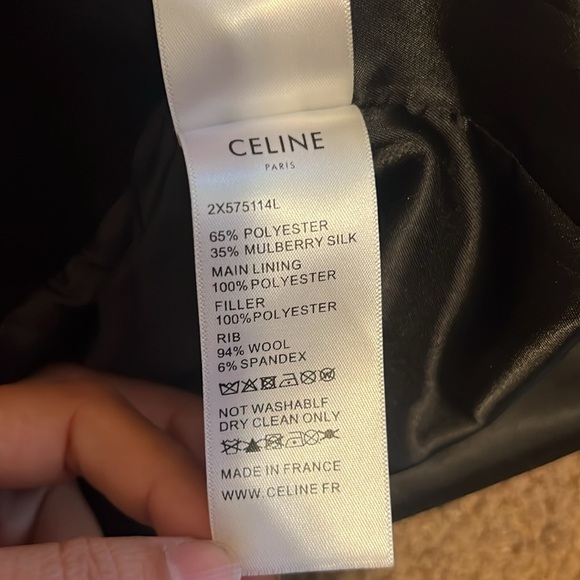 CELINE
PARIS
2X575114L
65% POLYESTER
35% MULBERRY SILK
MAIN LINING
100% POLYESTER
FILLER
100%POLYESTER
RIB
94% WOOL
6% SPANDEX
NOT WASHABLF
DRY CLEAN ONLY
MADE IN FRANCE
WWW.CELINE.FR